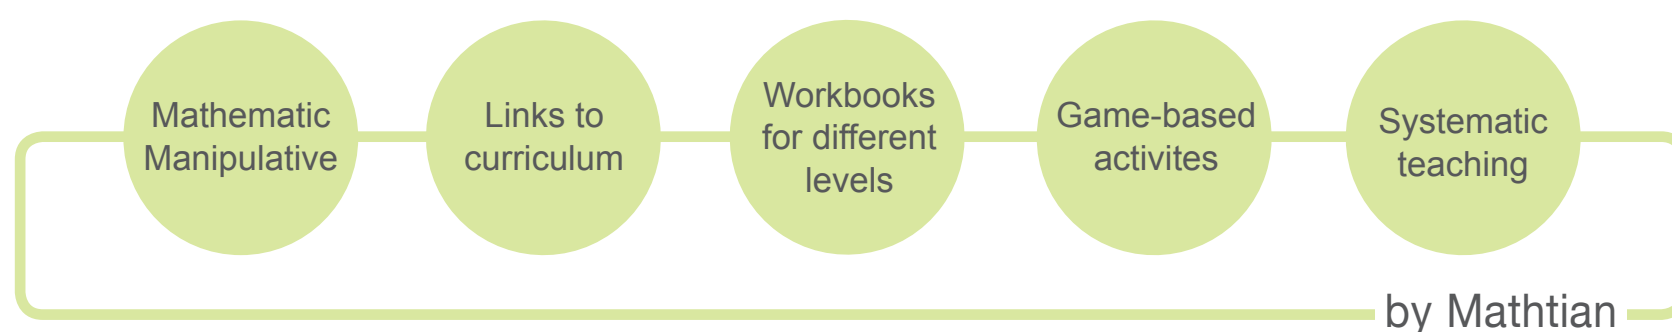 Mathematic
Manipulative
Links to
curriculum
Workbooks
for different
levels
Game-based
activites
Systematic
teaching
by Mathtian